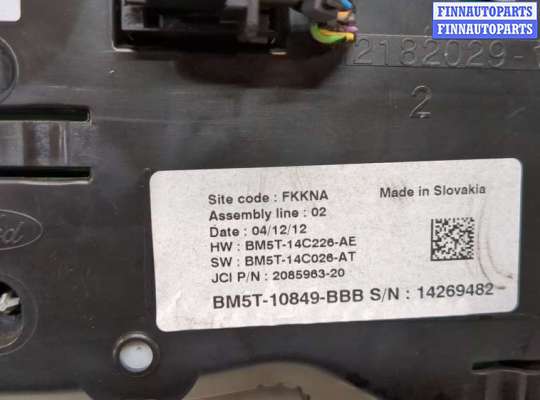 FINNAUTOPARTS
FINNAUTOPARTS
2182029-
2
Site code : FKKNA
Made in Slovakia
Assembly line : 02
Date : 04/12/12
HW : BM5T-14C226-AE
SW : BM5T-14C026-AT
JCI P/N : 2085963-20
BM5T-10849-BBB S/N : 14269482
Ford